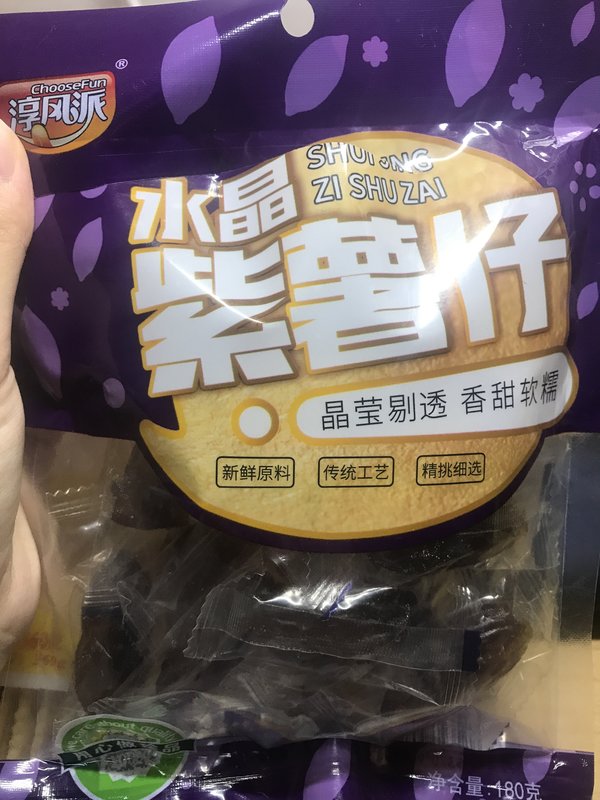 ChooseFun
淳风派
®
水晶
ZI SHU ZAI
紫薯仔
晶莹剔透 香甜软糯
新鲜原料
传统工艺
精挑细选
净含量:180克